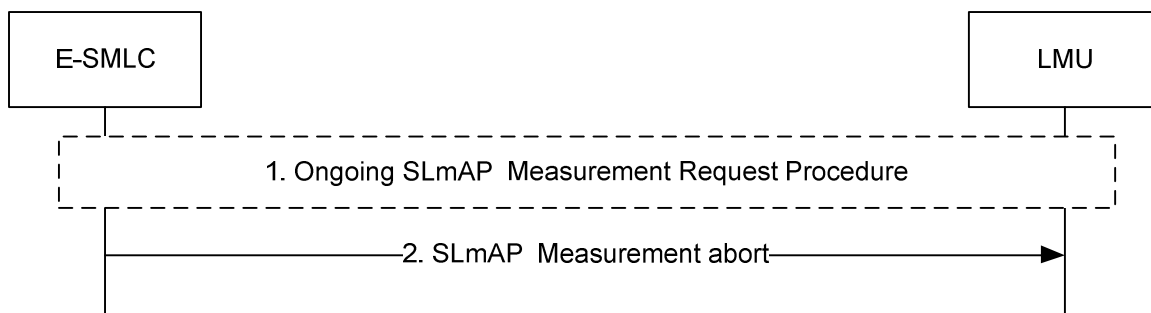 E-SMLC
LMU
1. Ongoing SLmAP Measurement Request Procedure
2. SLmAP Measurement abort